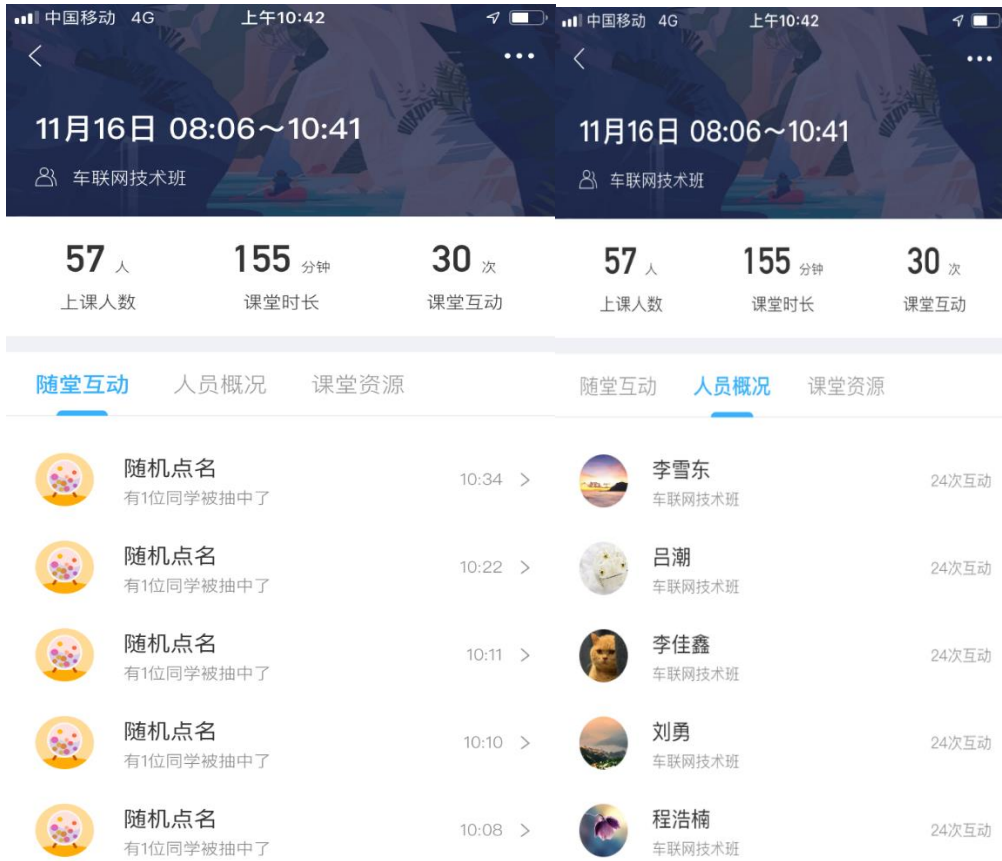 中国移动 4G 上午10:42
11月16日 08:06～10:41
车联网技术班
57 人 155 分钟 30 次
上课人数 课堂时长 课堂互动
随堂互动 人员概况 课堂资源
随机点名 10:34
有1位同学被抽中了
随机点名 10:22
有1位同学被抽中了
随机点名 10:11
有1位同学被抽中了
随机点名 10:10
有1位同学被抽中了
随机点名 10:08
有1位同学被抽中了
中国移动 4G 上午10:42
11月16日 08:06～10:41
车联网技术班
57 人 155 分钟 30 次
上课人数 课堂时长 课堂互动
随堂互动 人员概况 课堂资源
李雪东 24次互动
车联网技术班
吕潮 24次互动
车联网技术班
李佳鑫 24次互动
车联网技术班
刘勇 24次互动
车联网技术班
程浩楠 24次互动
车联网技术班